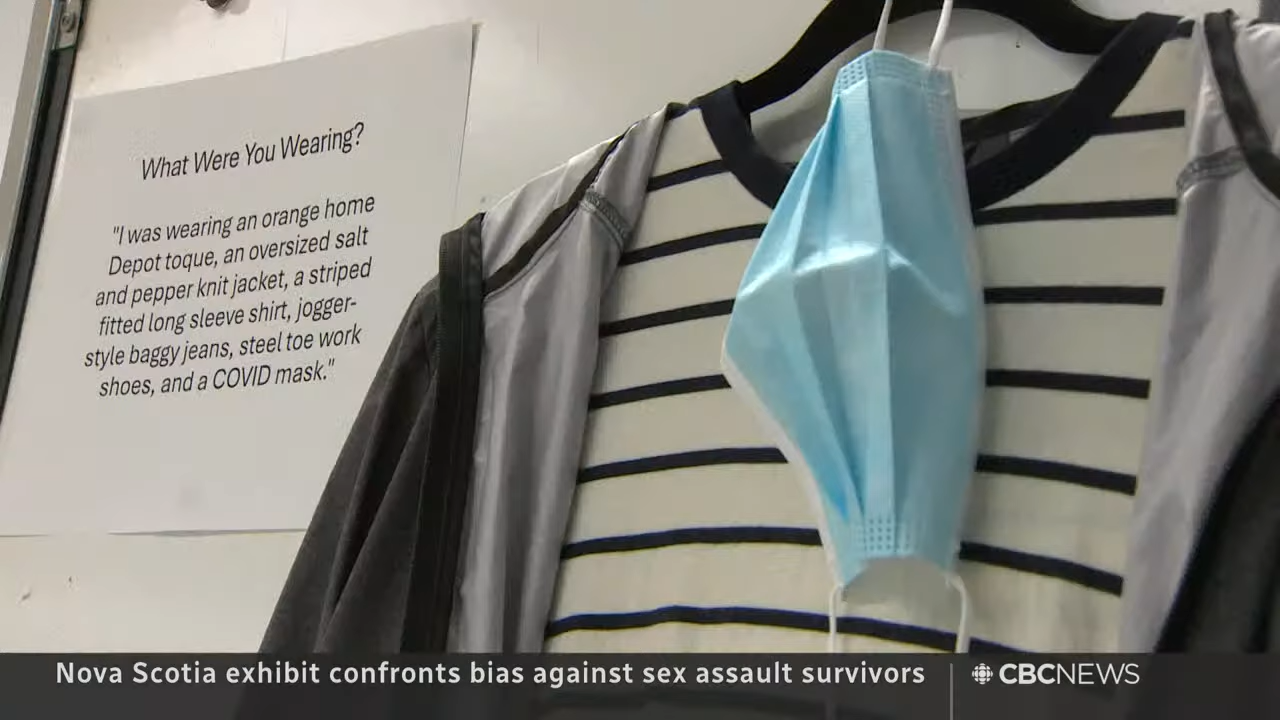 What Were You Wearing?
"I was wearing an orange home
Depot toque, an oversized salt
and pepper knit jacket, a striped
fitted long sleeve shirt, jogger-
style baggy jeans, steel toe work
shoes, and a COVID mask."
Nova Scotia exhibit confronts bias against sex assault survivors
CBCNEWS